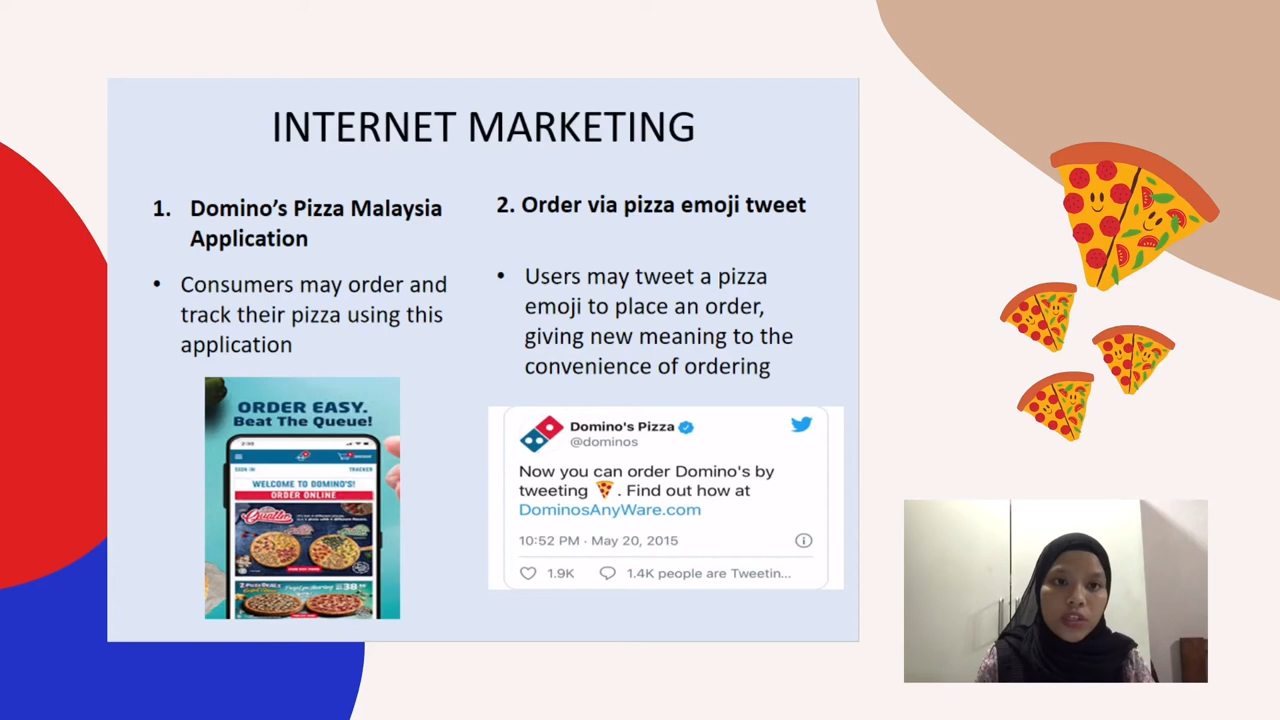 INTERNET MARKETING
1. Domino's Pizza Malaysia
Application
• Consumers may order and
track their pizza using this
application
ORDER EASY.
Beat The Queue!
SIGN IN
TRACKER
WELCOME TO DOMINO'S!
ORDER ONLINE
2. Order via pizza emoji tweet
• Users may tweet a pizza
emoji to place an order,
giving new meaning to the
convenience of ordering
Domino's Pizza
@dominos
Now you can order Domino's by
tweeting 🍕. Find out how at
DominosAnyWare.com
10:52 PM · May 20, 2015
1.9K
1.4K people are Tweetin...